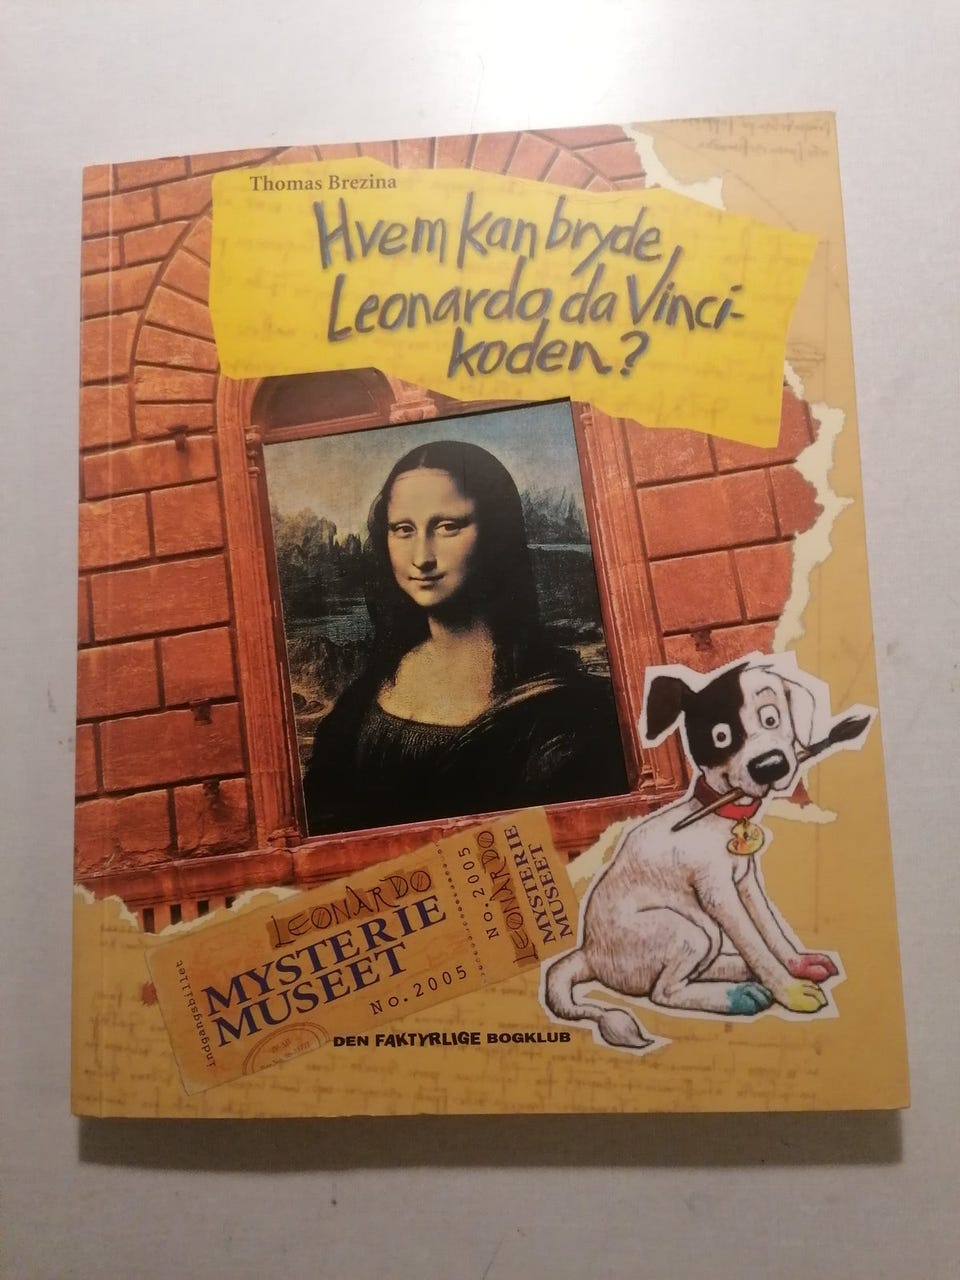 Thomas Brezina
Hvem kan bryde
Leonardo da Vinci-
koden?
indgangsbillet
LEONARDO
MYSTERIE
MUSEET
No. 2005
No. 2005
LEONARDO
MYSTERIE
MUSEET
DEN FAKTYRLIGE BOGKLUB